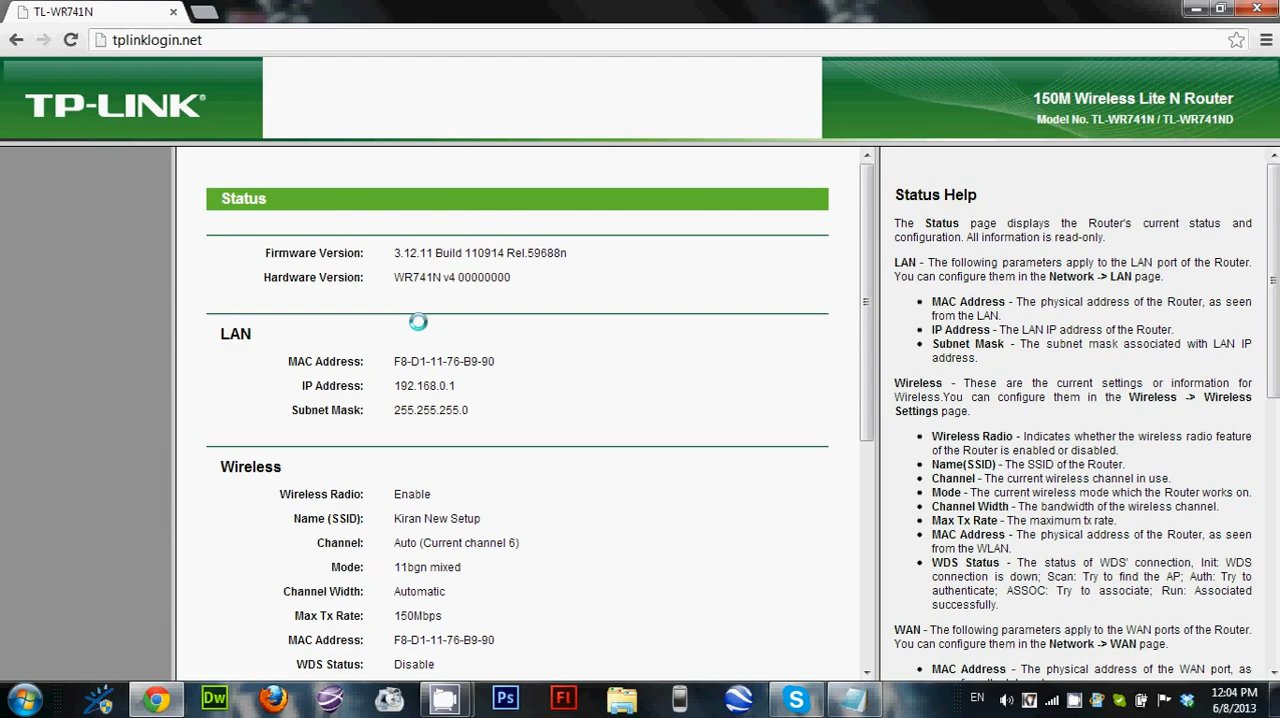 TL-WR741N
tplinklogin.net
TP-LINK®
150M Wireless Lite N Router
Model No. TL-WR741N / TL-WR741ND
Status
Firmware Version: 3.12.11 Build 110914 Rel.59688n
Hardware Version: WR741N v4 00000000
LAN
MAC Address: F8-D1-11-76-B9-90
IP Address: 192.168.0.1
Subnet Mask: 255.255.255.0
Wireless
Wireless Radio: Enable
Name (SSID): Kiran New Setup
Channel: Auto (Current channel 6)
Mode: 11bgn mixed
Channel Width: Automatic
Max Tx Rate: 150Mbps
MAC Address: F8-D1-11-76-B9-90
WDS Status: Disable
Status Help
The Status page displays the Router's current status and
configuration. All information is read-only.
LAN - The following parameters apply to the LAN port of the Router.
You can configure them in the Network -> LAN page.
MAC Address - The physical address of the Router, as seen
from the LAN.
IP Address - The LAN IP address of the Router.
Subnet Mask - The subnet mask associated with LAN IP
address.
Wireless - These are the current settings or information for
Wireless.You can configure them in the Wireless -> Wireless
Settings page.
Wireless Radio - Indicates whether the wireless radio feature
of the Router is enabled or disabled.
Name(SSID) - The SSID of the Router.
Channel - The current wireless channel in use.
Mode - The current wireless mode which the Router works on.
Channel Width - The bandwidth of the wireless channel.
Max Tx Rate - The maximum tx rate.
MAC Address - The physical address of the Router, as seen
from the WLAN.
WDS Status - The status of WDS' connection, Init: WDS
connection is down; Scan: Try to find the AP; Auth: Try to
authenticate; ASSOC: Try to associate; Run: Associated
successfully.
WAN - The following parameters apply to the WAN ports of the Router.
You can configure them in the Network -> WAN page.
MAC Address - The physical address of the WAN port, as
Dw
Ps
Fl
S
EN
12:04 PM
6/8/2013